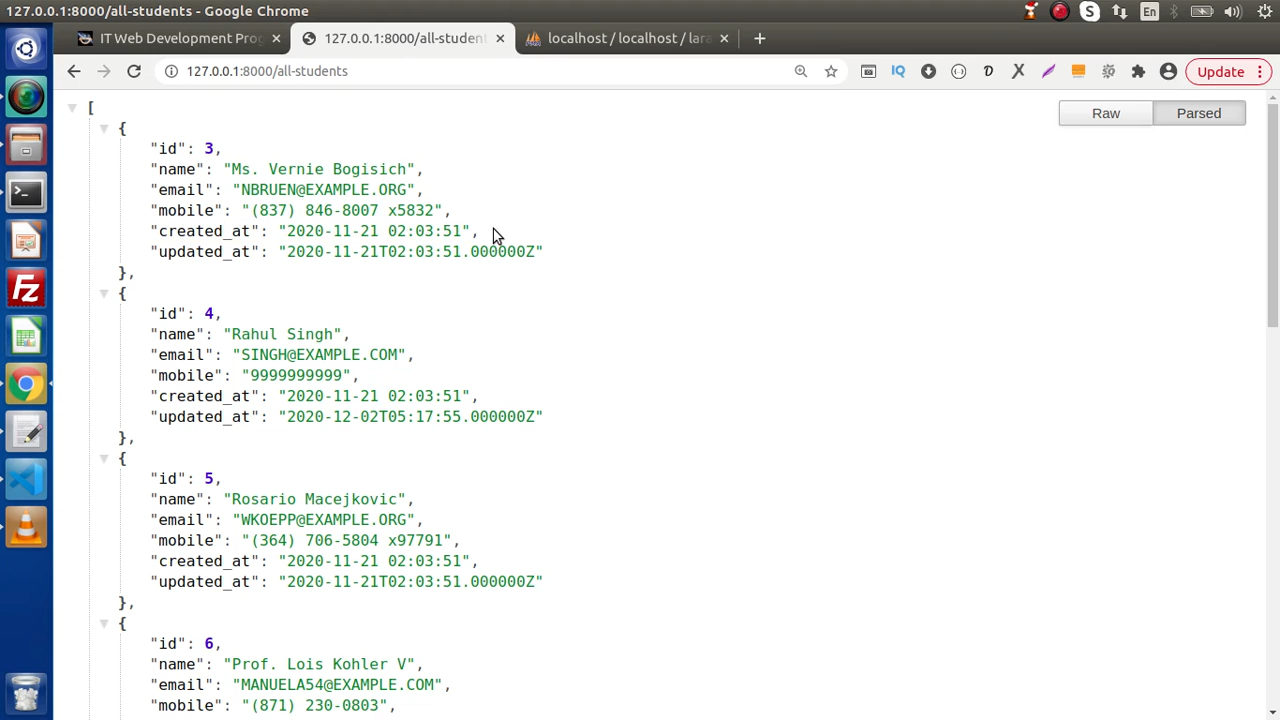 127.0.0.1:8000/all-students - Google Chrome
S
En
IT Web Development Prog
127.0.0.1:8000/all-student
localhost / localhost / lara
127.0.0.1:8000/all-students
IQ
Update
Raw
Parsed
[
{
"id": 3,
"name": "Ms. Vernie Bogisich",
"email": "NBRUEN@EXAMPLE.ORG",
"mobile": "(837) 846-8007 x5832",
"created_at": "2020-11-21 02:03:51",
"updated_at": "2020-11-21T02:03:51.000000Z"
},
{
"id": 4,
"name": "Rahul Singh",
"email": "SINGH@EXAMPLE.COM",
"mobile": "9999999999",
"created_at": "2020-11-21 02:03:51",
"updated_at": "2020-12-02T05:17:55.000000Z"
},
{
"id": 5,
"name": "Rosario Macejkovic",
"email": "WKOEPP@EXAMPLE.ORG",
"mobile": "(364) 706-5804 x97791",
"created_at": "2020-11-21 02:03:51",
"updated_at": "2020-11-21T02:03:51.000000Z"
},
{
"id": 6,
"name": "Prof. Lois Kohler V",
"email": "MANUELA54@EXAMPLE.COM",
"mobile": "(871) 230-0803",